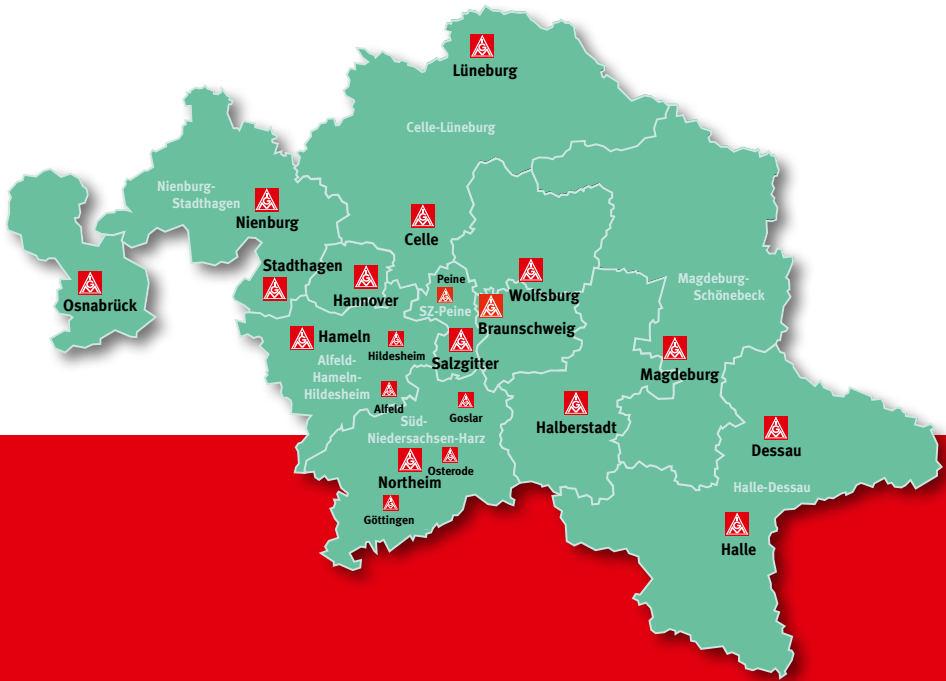 Lüneburg
Celle-Lüneburg
Nienburg-
Stadthagen
Nienburg
Celle
Stadthagen
Hannover
Osnabrück
Peine
SZ-Peine
Wolfsburg
Braunschweig
Magdeburg-
Schönebeck
Hameln
Hildesheim
Salzgitter
Magdeburg
Alfeld-
Hameln-
Hildesheim
Alfeld
Goslar
Halberstadt
Süd-
Niedersachsen-Harz
Dessau
Northeim
Osterode
Halle-Dessau
Göttingen
Halle